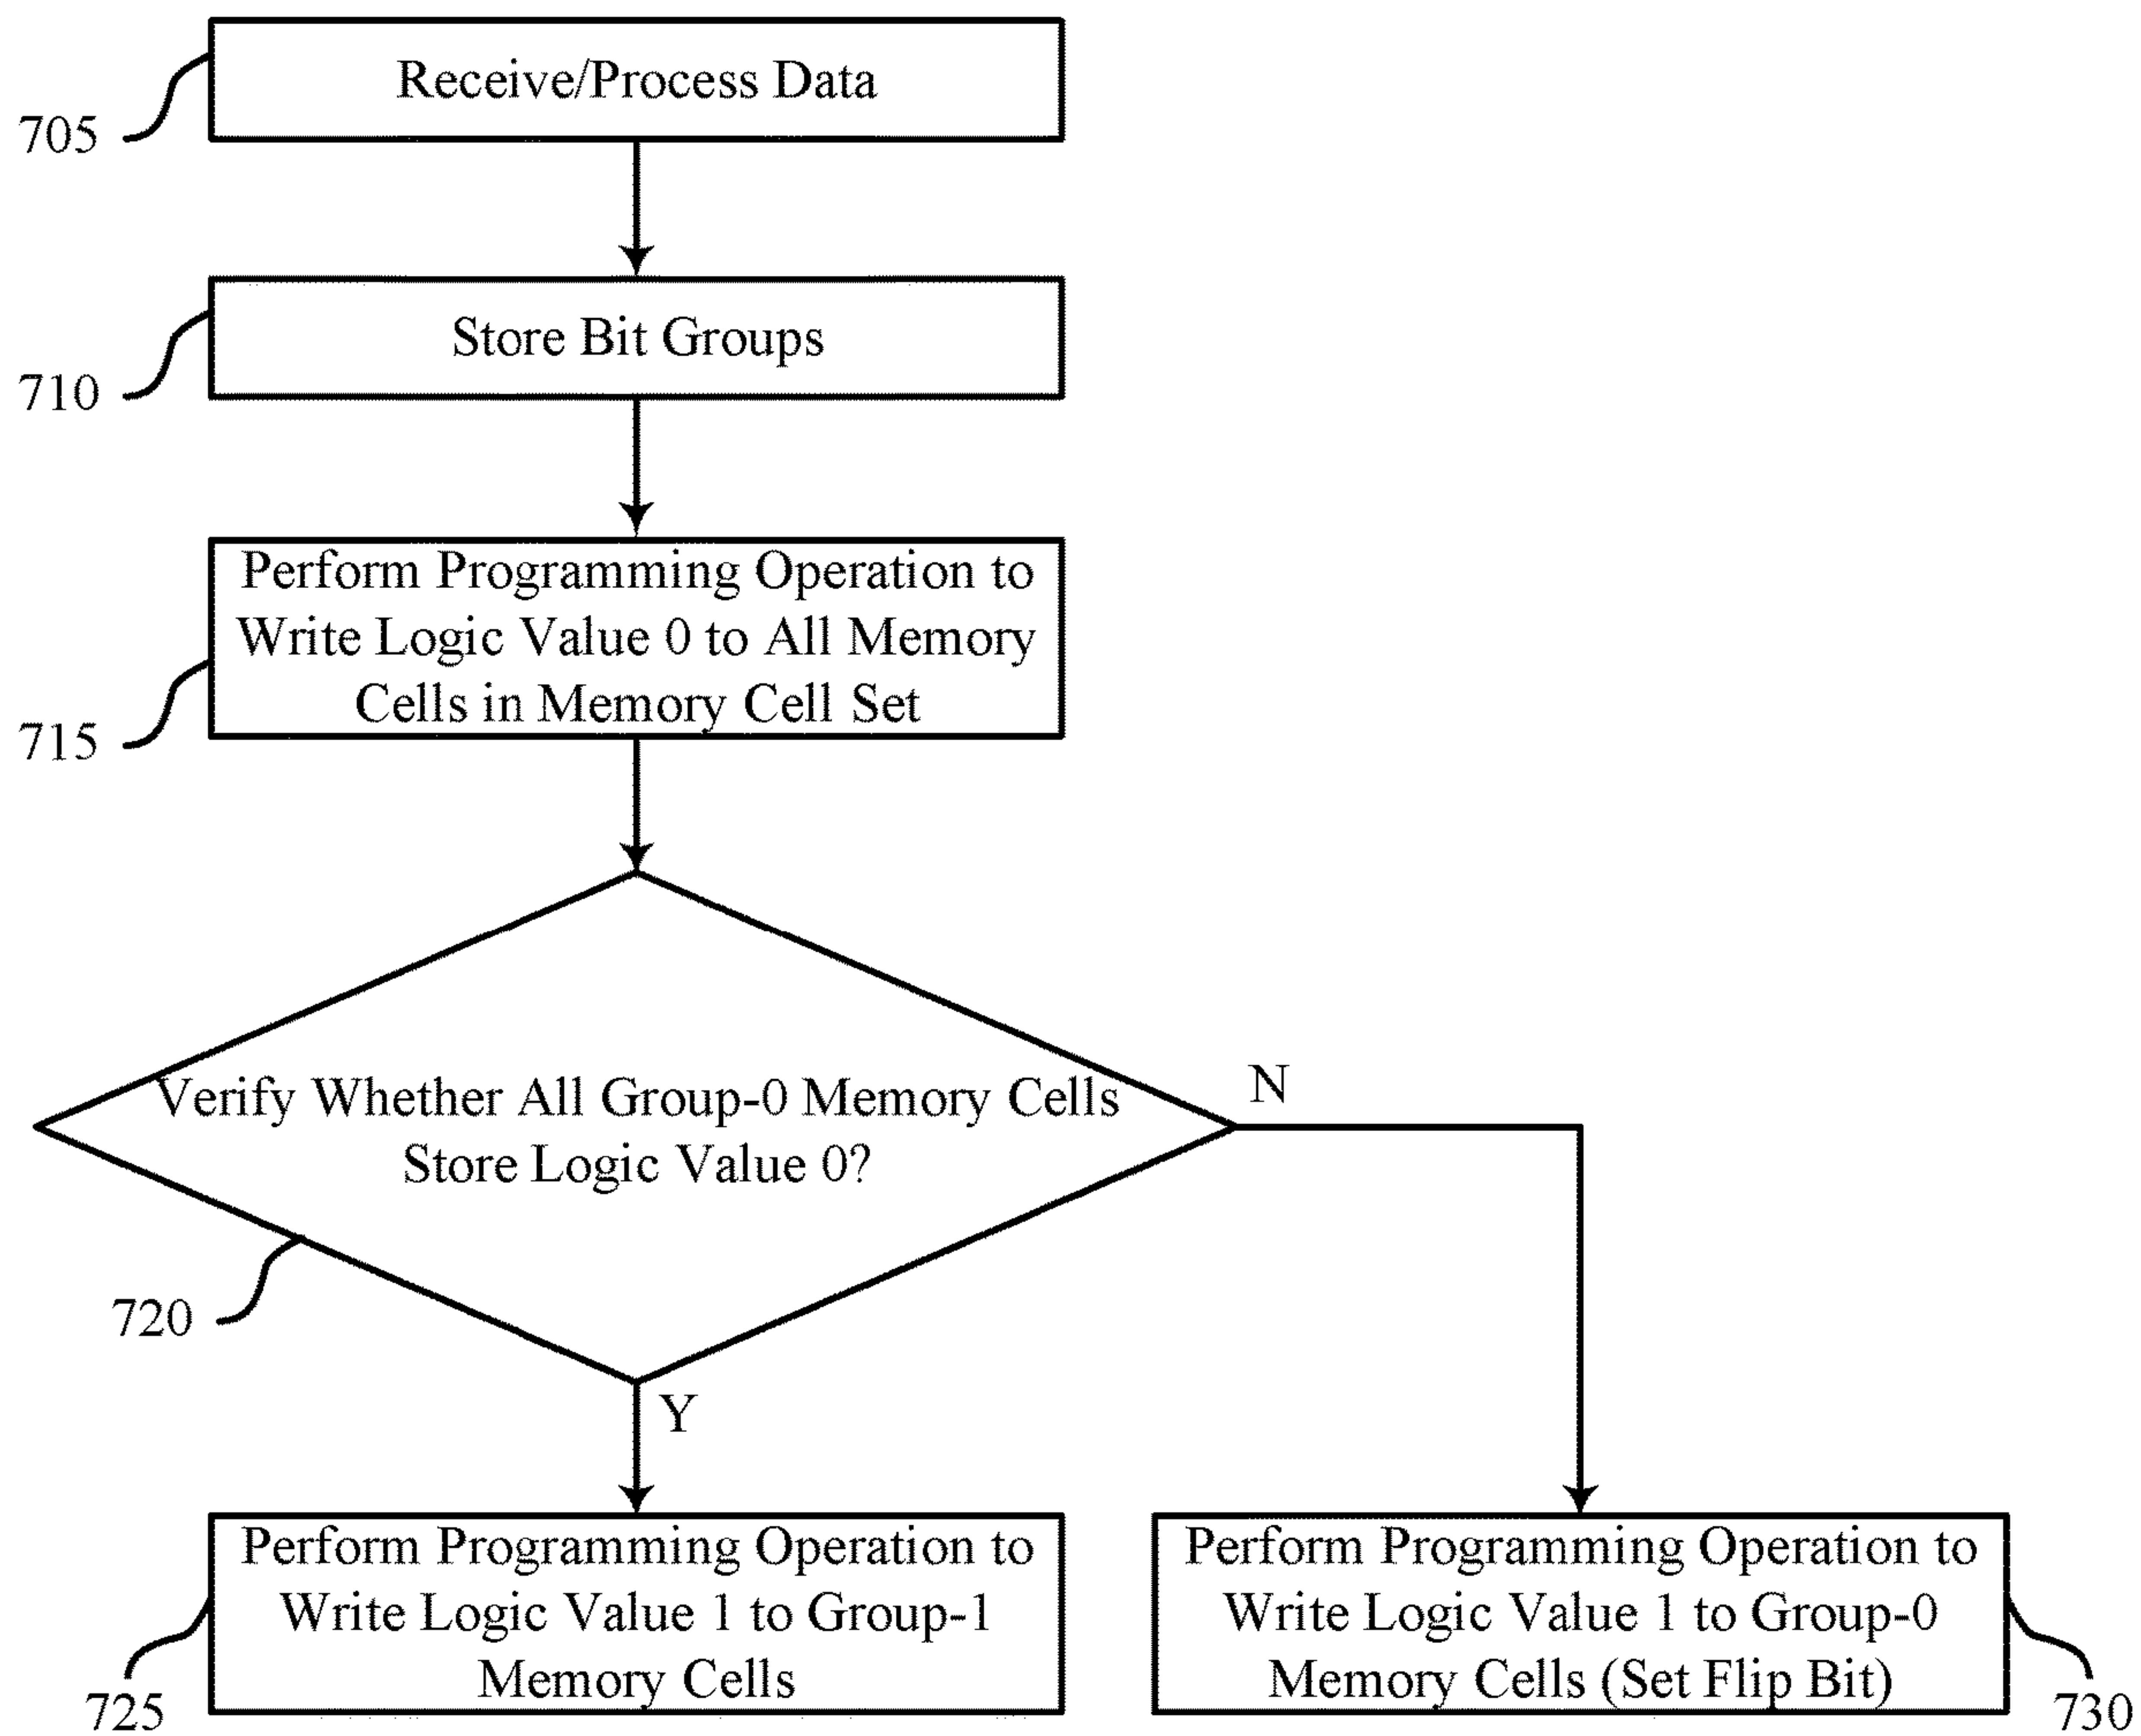 Receive/Process Data
705
Store Bit Groups
710
Perform Programming Operation to
Write Logic Value 0 to All Memory
Cells in Memory Cell Set
715
Verify Whether All Group-0 Memory Cells
Store Logic Value 0?
N
720
Y
Perform Programming Operation to
Write Logic Value 1 to Group-1
Memory Cells
725
Perform Programming Operation to
Write Logic Value 1 to Group-0
Memory Cells (Set Flip Bit)
730